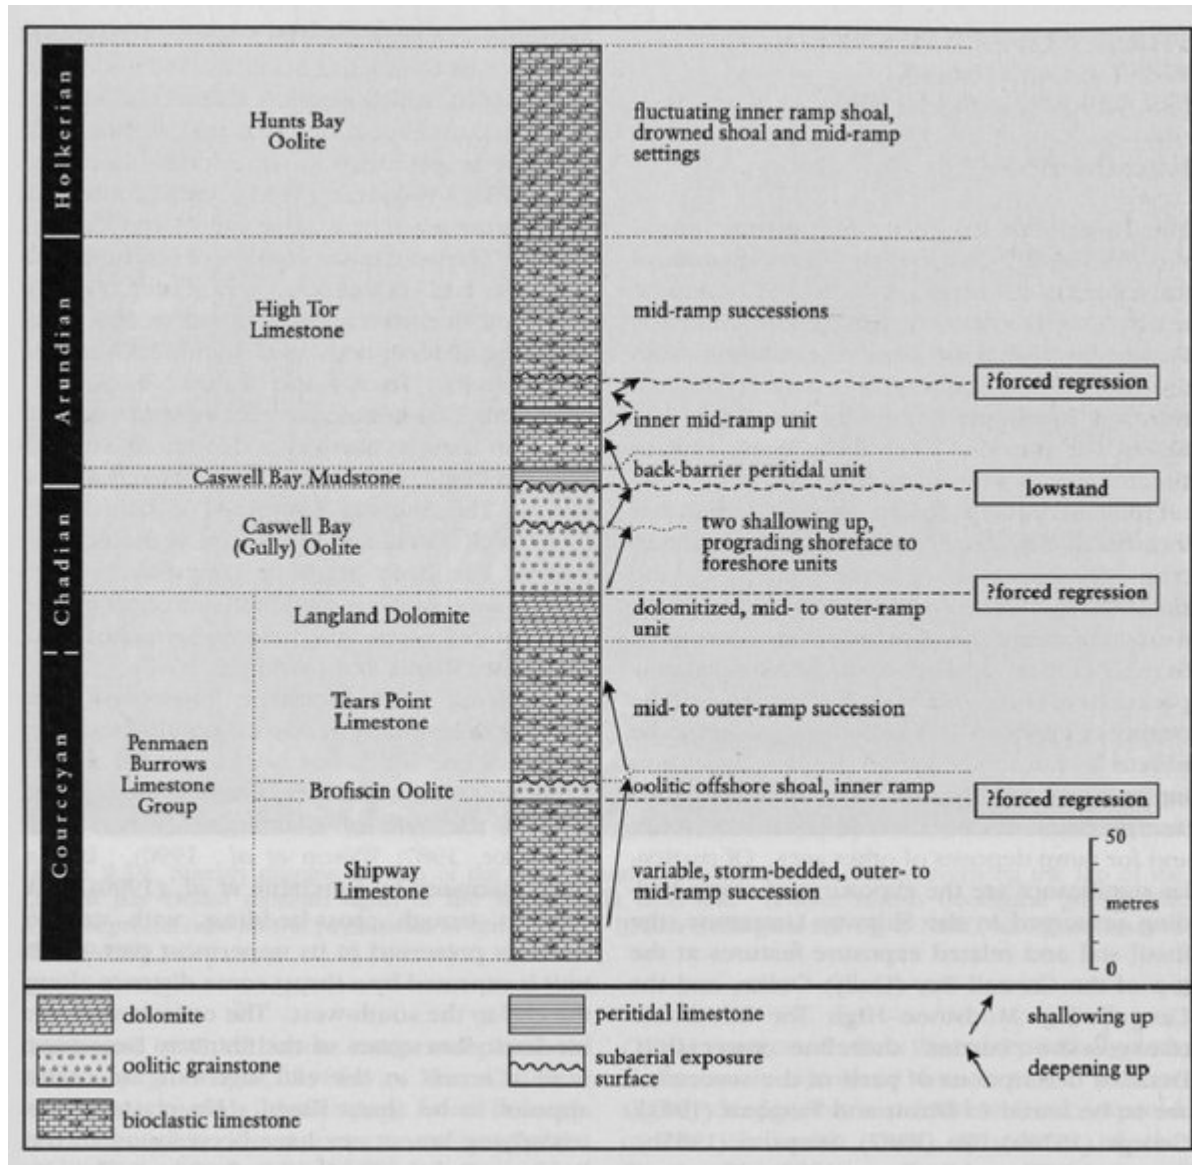 Holkerian
Hunts Bay
Oolite
fluctuating inner ramp shoal,
drowned shoal and mid-ramp
settings
Arundian
High Tor
Limestone
mid-ramp successions
?forced regression
inner mid-ramp unit
Caswell Bay Mudstone
back-barrier peritidal unit
lowstand
Chadian
Caswell Bay
(Gully) Oolite
two shallowing up,
prograding shoreface to
foreshore units
?forced regression
Langland Dolomite
dolomitized, mid- to outer-ramp
unit
Courceyan
Penmaen
Burrows
Limestone
Group
Tears Point
Limestone
mid- to outer-ramp succession
Brofiscin Oolite
oolitic offshore shoal, inner ramp
?forced regression
Shipway
Limestone
variable, storm-bedded, outer- to
mid-ramp succession
50
metres
0
dolomite
oolitic grainstone
bioclastic limestone
peritidal limestone
subaerial exposure
surface
shallowing up
deepening up